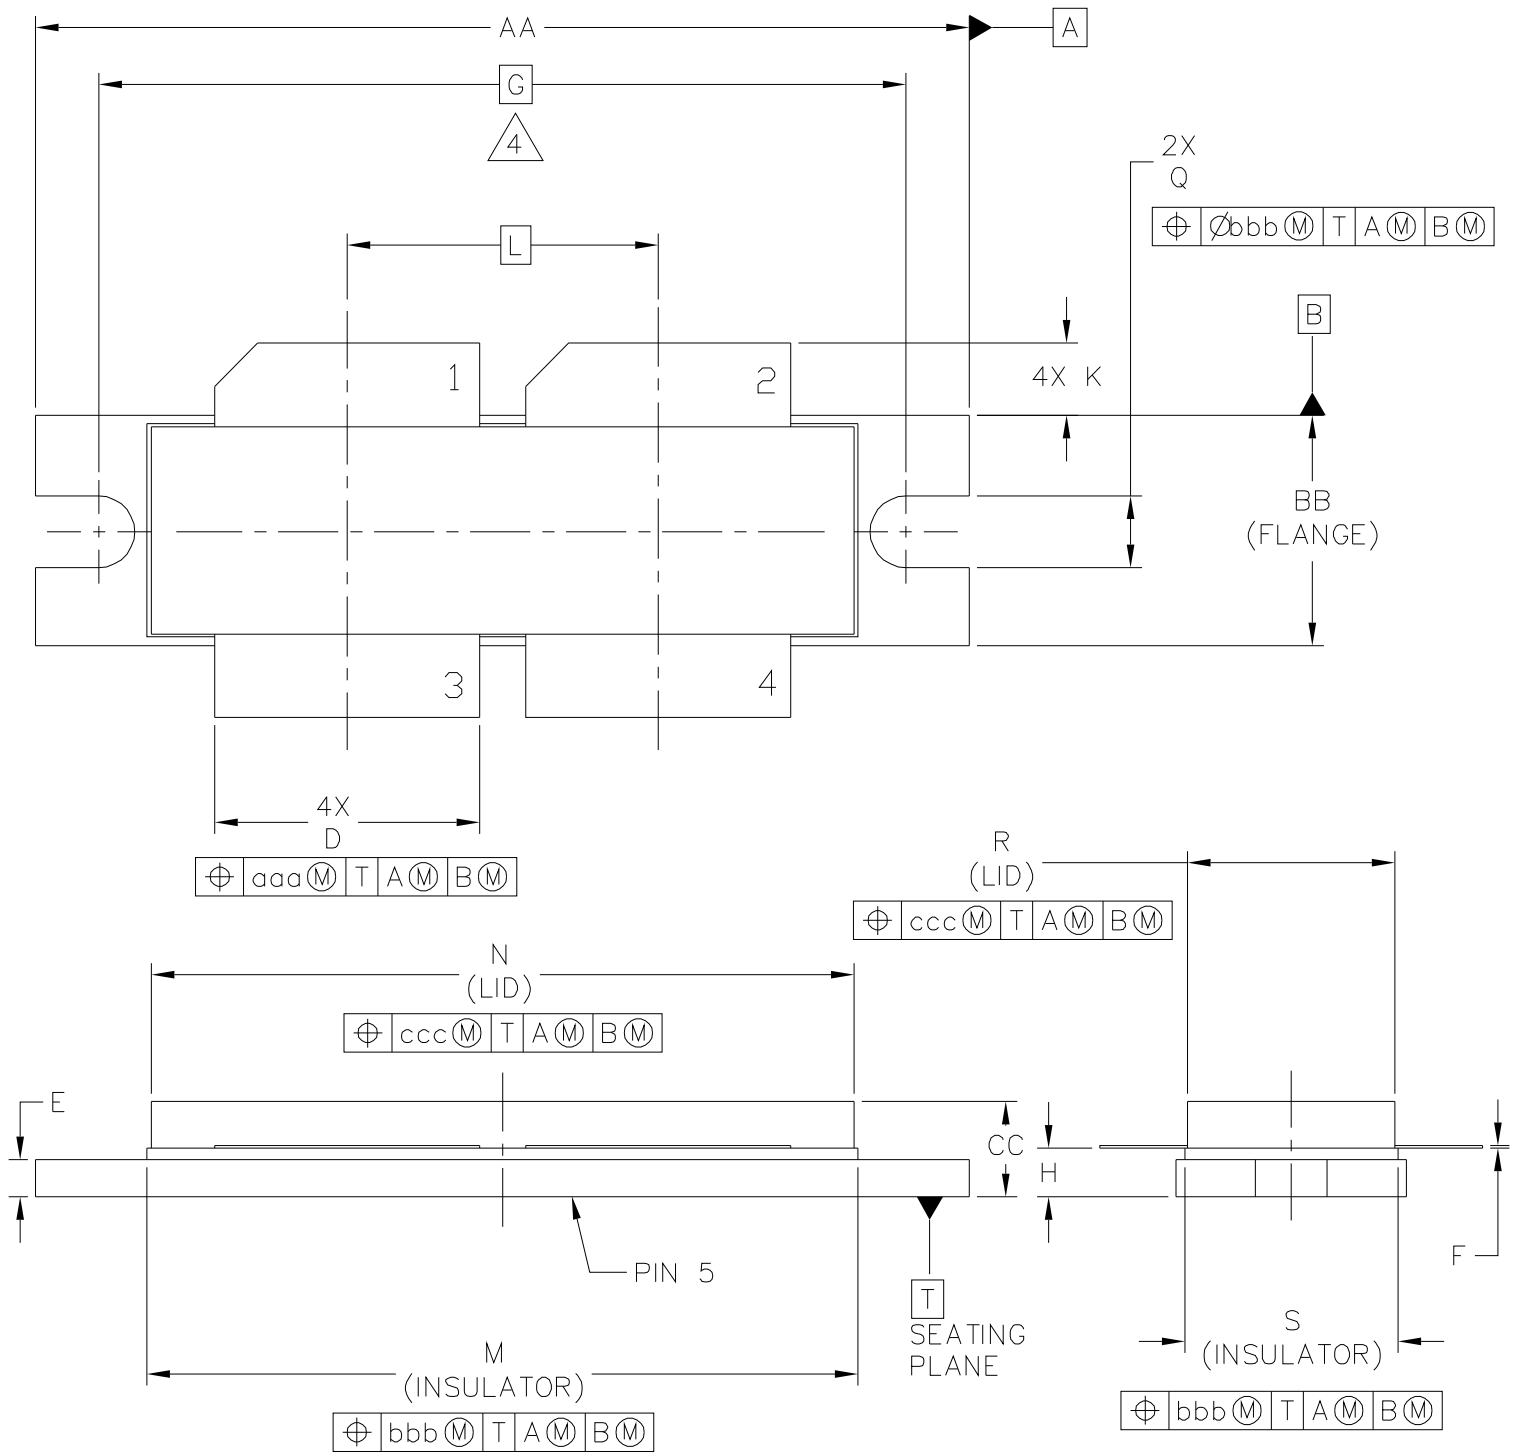 AA
A
G
4
2X
Q
⌖ Øbbb Ⓜ T A Ⓜ B Ⓜ
L
B
1
2
4X K
BB
(FLANGE)
3
4
4X
D
⌖ aaa Ⓜ T A Ⓜ B Ⓜ
R
(LID)
⌖ ccc Ⓜ T A Ⓜ B Ⓜ
N
(LID)
⌖ ccc Ⓜ T A Ⓜ B Ⓜ
E
CC
H
F
PIN 5
T
SEATING
PLANE
M
(INSULATOR)
⌖ bbb Ⓜ T A Ⓜ B Ⓜ
S
(INSULATOR)
⌖ bbb Ⓜ T A Ⓜ B Ⓜ